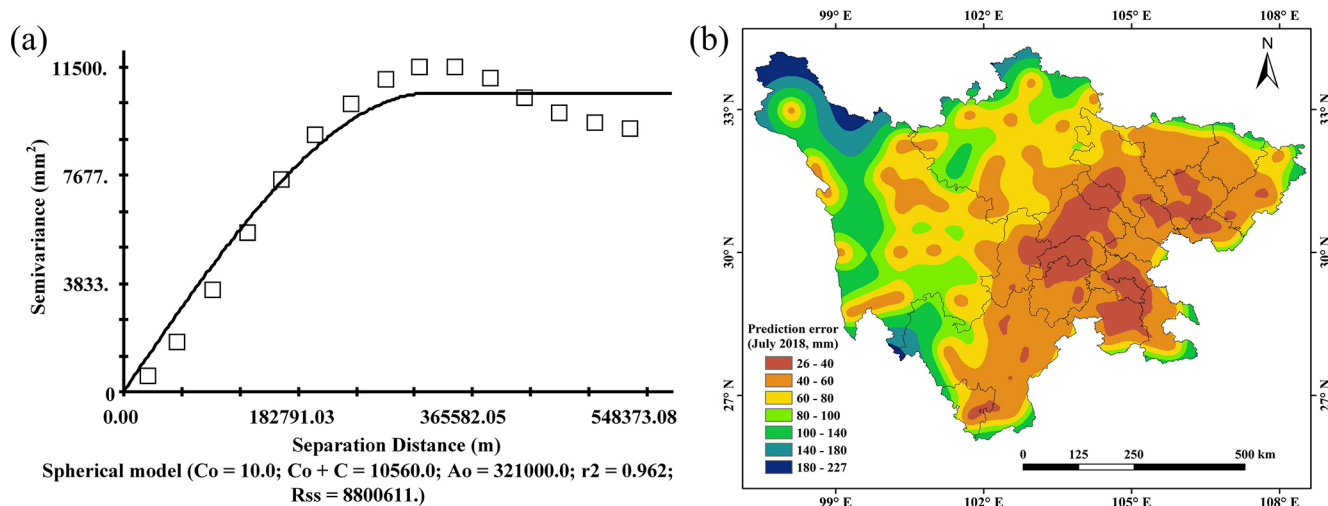 (a)
11500.
7677.
3833.
0
Semivariance (mm²)
0.00 182791.03 365582.05 548373.08
Separation Distance (m)
Spherical model (Co = 10.0; Co + C = 10560.0; Ao = 321000.0; r2 = 0.962;
Rss = 8800611.)
(b)
99° E 102° E 105° E 108° E
N
33° N 33° N
30° N 30° N
27° N 27° N
Prediction error
(July 2018, mm)
26 - 40
40 - 60
60 - 80
80 - 100
100 - 140
140 - 180
180 - 227
0 125 250 500 km
99° E 102° E 105° E 108° E